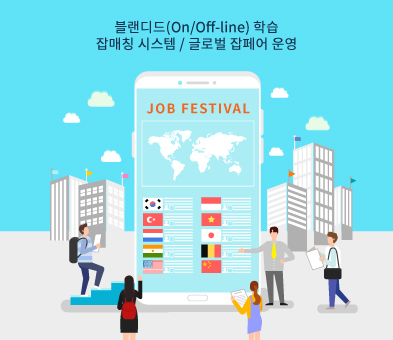 블랜디드(On/Off-line) 학습
잡매칭 시스템 / 글로벌 잡페어 운영
JOB FESTIVAL